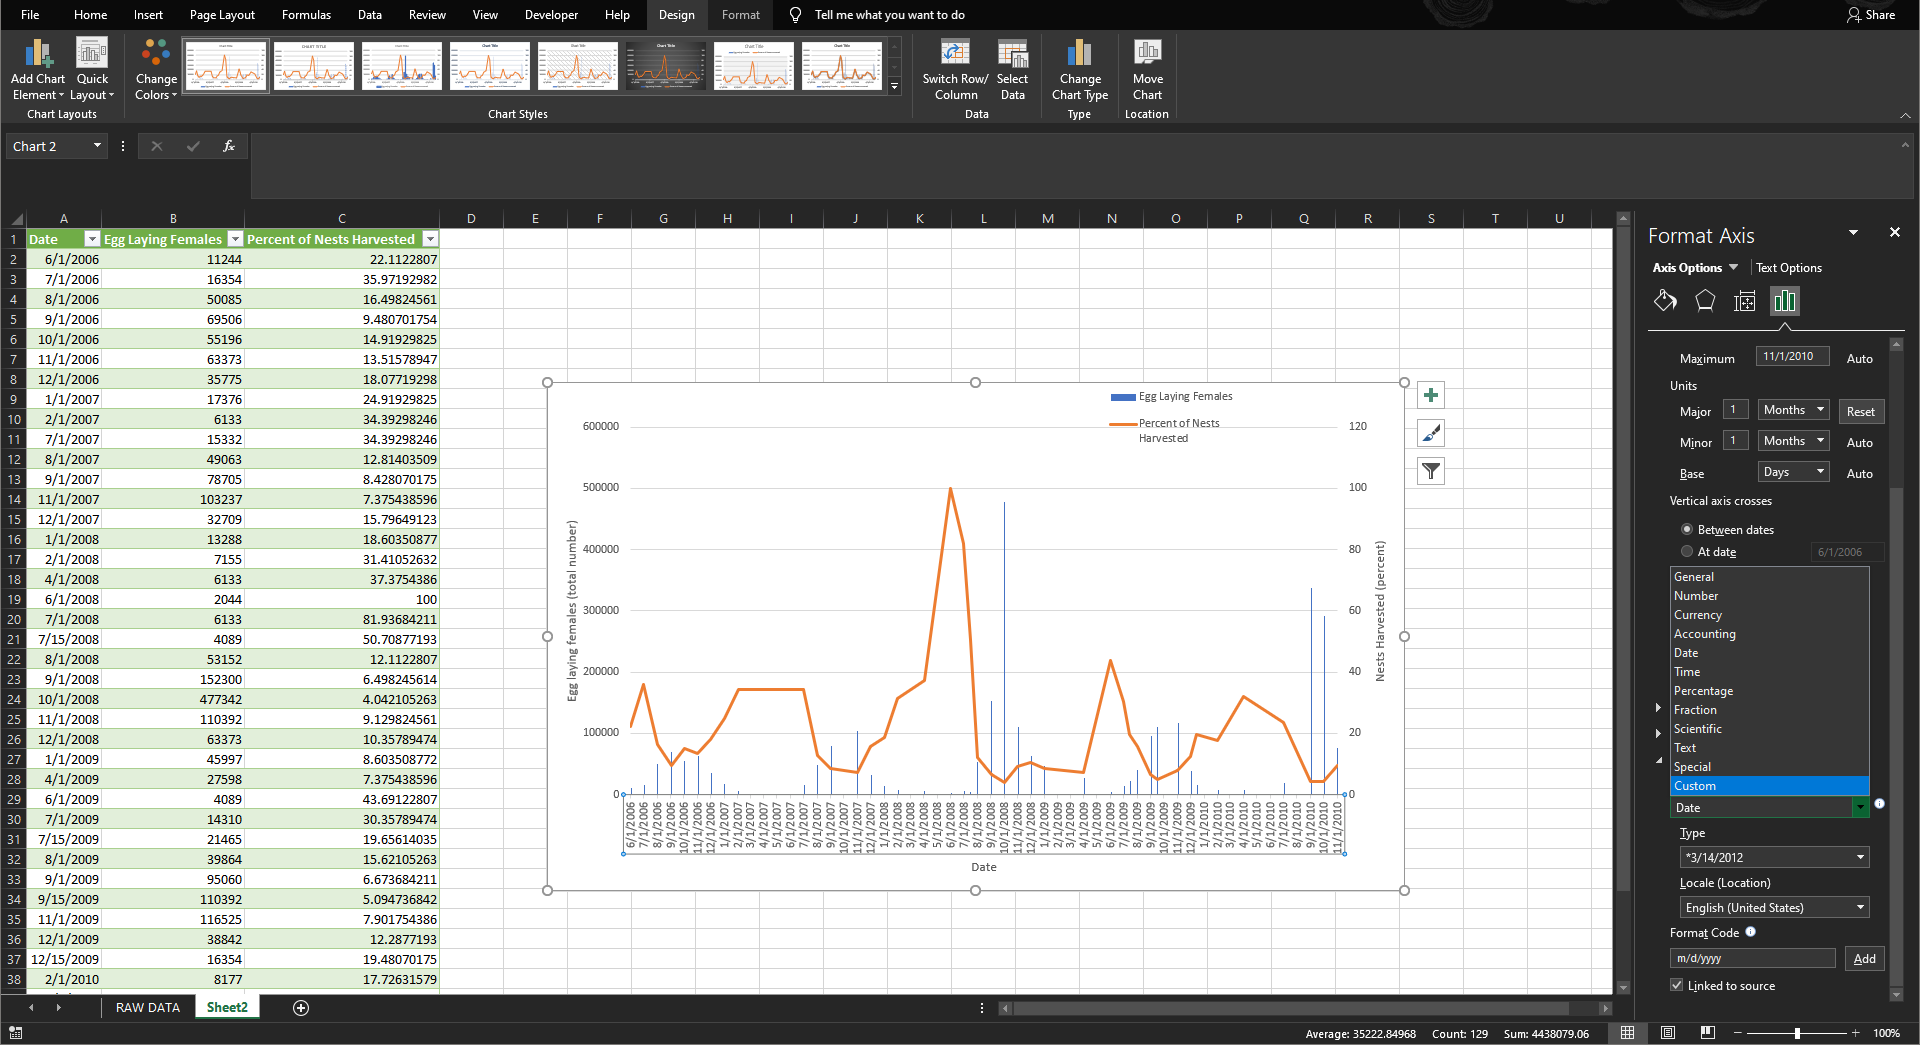 File Home Insert Page Layout Formulas Data Review View Developer Help Design Format Tell me what you want to do Share
Add Chart Element Quick Layout Change Colors Switch Row/ Column Select Data Change Chart Type Move Chart
Chart Layouts Chart Styles Data Type Location
Chart 2 fx
A B C D E F G H I J K L M N O P Q R S T U
1 Date Egg Laying Females Percent of Nests Harvested
2 6/1/2006 11244 22.1122807
3 7/1/2006 16354 35.97192982
4 8/1/2006 50085 16.49824561
5 9/1/2006 69506 9.480701754
6 10/1/2006 55196 14.91929825
7 11/1/2006 63373 13.51578947
8 12/1/2006 35775 18.07719298
9 1/1/2007 17376 24.91929825
10 2/1/2007 6133 34.39298246
11 7/1/2007 15332 34.39298246
12 8/1/2007 49063 12.81403509
13 9/1/2007 78705 8.428070175
14 11/1/2007 103237 7.375438596
15 12/1/2007 32709 15.79649123
16 1/1/2008 13288 18.60350877
17 2/1/2008 7155 31.41052632
18 4/1/2008 6133 37.3754386
19 6/1/2008 2044 100
20 7/1/2008 6133 81.93684211
21 7/15/2008 4089 50.70877193
22 8/1/2008 53152 12.1122807
23 9/1/2008 152300 6.498245614
24 10/1/2008 477342 4.042105263
25 11/1/2008 110392 9.129824561
26 12/1/2008 63373 10.35789474
27 1/1/2009 45997 8.603508772
28 4/1/2009 27598 7.375438596
29 6/1/2009 4089 43.69122807
30 7/1/2009 14310 30.35789474
31 7/15/2009 21465 19.65614035
32 8/1/2009 39864 15.62105263
33 9/1/2009 95060 6.673684211
34 9/15/2009 110392 5.094736842
35 11/1/2009 116525 7.901754386
36 12/1/2009 38842 12.2877193
37 12/15/2009 16354 19.48070175
38 2/1/2010 8177 17.72631579
Egg Laying Females
Percent of Nests
Harvested
600000 120
500000 100
400000 80
300000 60
200000 40
100000 20
0 0
Egg laying females (total number)
Nests Harvested (percent)
6/1/2006 7/1/2006 8/1/2006 9/1/2006 10/1/2006 11/1/2006 12/1/2006 1/1/2007 2/1/2007 3/1/2007 4/1/2007 5/1/2007 6/1/2007 7/1/2007 8/1/2007 9/1/2007 10/1/2007 11/1/2007 12/1/2007 1/1/2008 2/1/2008 3/1/2008 4/1/2008 5/1/2008 6/1/2008 7/1/2008 8/1/2008 9/1/2008 10/1/2008 11/1/2008 12/1/2008 1/1/2009 2/1/2009 3/1/2009 4/1/2009 5/1/2009 6/1/2009 7/1/2009 8/1/2009 9/1/2009 10/1/2009 11/1/2009 12/1/2009 1/1/2010 2/1/2010 3/1/2010 4/1/2010 5/1/2010 6/1/2010 7/1/2010 8/1/2010 9/1/2010 10/1/2010 11/1/2010
Date
Format Axis
Axis Options Text Options
Maximum 11/1/2010 Auto
Units
Major 1 Months Reset
Minor 1 Months Auto
Base Days Auto
Vertical axis crosses
Between dates
At date 6/1/2006
General
Number
Currency
Accounting
Date
Time
Percentage
Fraction
Scientific
Text
Special
Custom
Date
Type
*3/14/2012
Locale (Location)
English (United States)
Format Code
m/d/yyyy Add
Linked to source
RAW DATA Sheet2
Average: 35222.84968 Count: 129 Sum: 4438079.06 100%